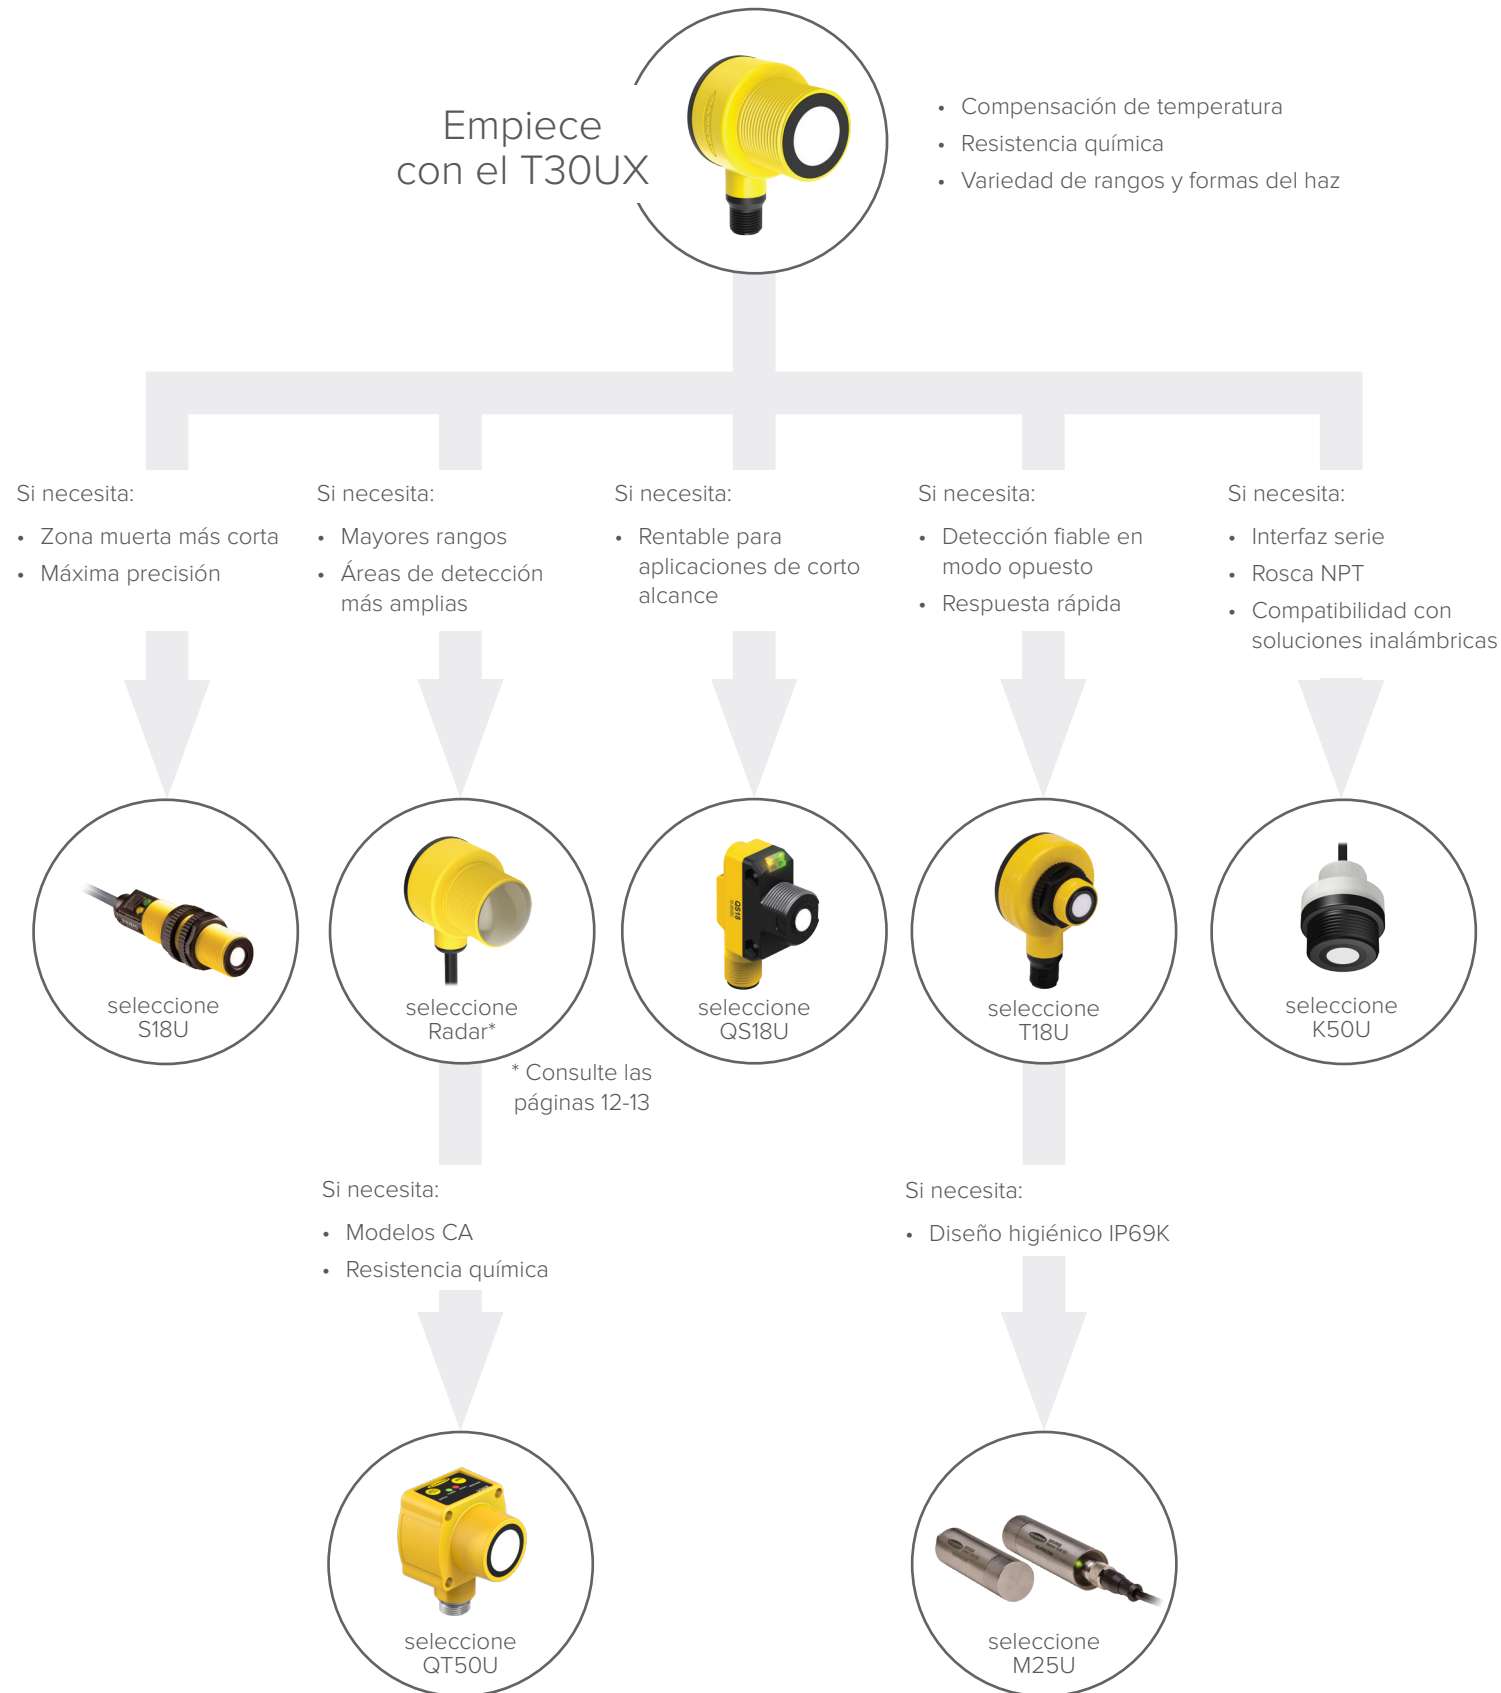 Empiece
con el T30UX
• Compensación de temperatura
• Resistencia química
• Variedad de rangos y formas del haz
Si necesita:
• Zona muerta más corta
• Máxima precisión
Si necesita:
• Mayores rangos
• Áreas de detección
más amplias
Si necesita:
• Rentable para
aplicaciones de corto
alcance
Si necesita:
• Detección fiable en
modo opuesto
• Respuesta rápida
Si necesita:
• Interfaz serie
• Rosca NPT
• Compatibilidad con
soluciones inalámbricas
seleccione
S18U
seleccione
Radar*
* Consulte las
páginas 12-13
QS18
seleccione
QS18U
seleccione
T18U
seleccione
K50U
Si necesita:
• Modelos CA
• Resistencia química
Si necesita:
• Diseño higiénico IP69K
seleccione
QT50U
seleccione
M25U